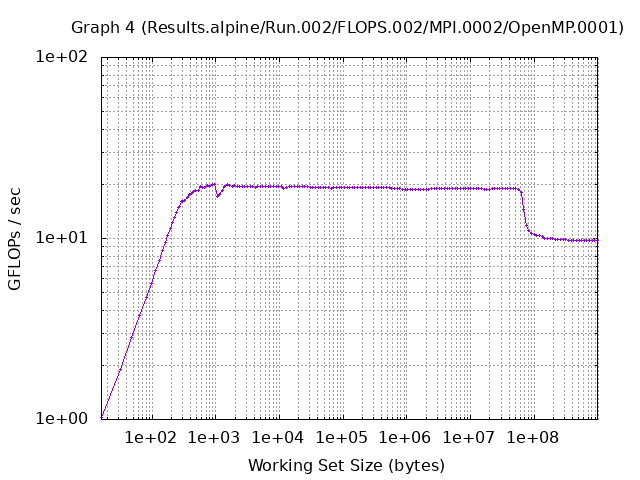 Graph 4 (Results.alpine/Run.002/FLOPS.002/MPI.0002/OpenMP.0001)
1e+02
1e+01
1e+00
GFLOPs / sec
1e+02 1e+03 1e+04 1e+05 1e+06 1e+07 1e+08
Working Set Size (bytes)